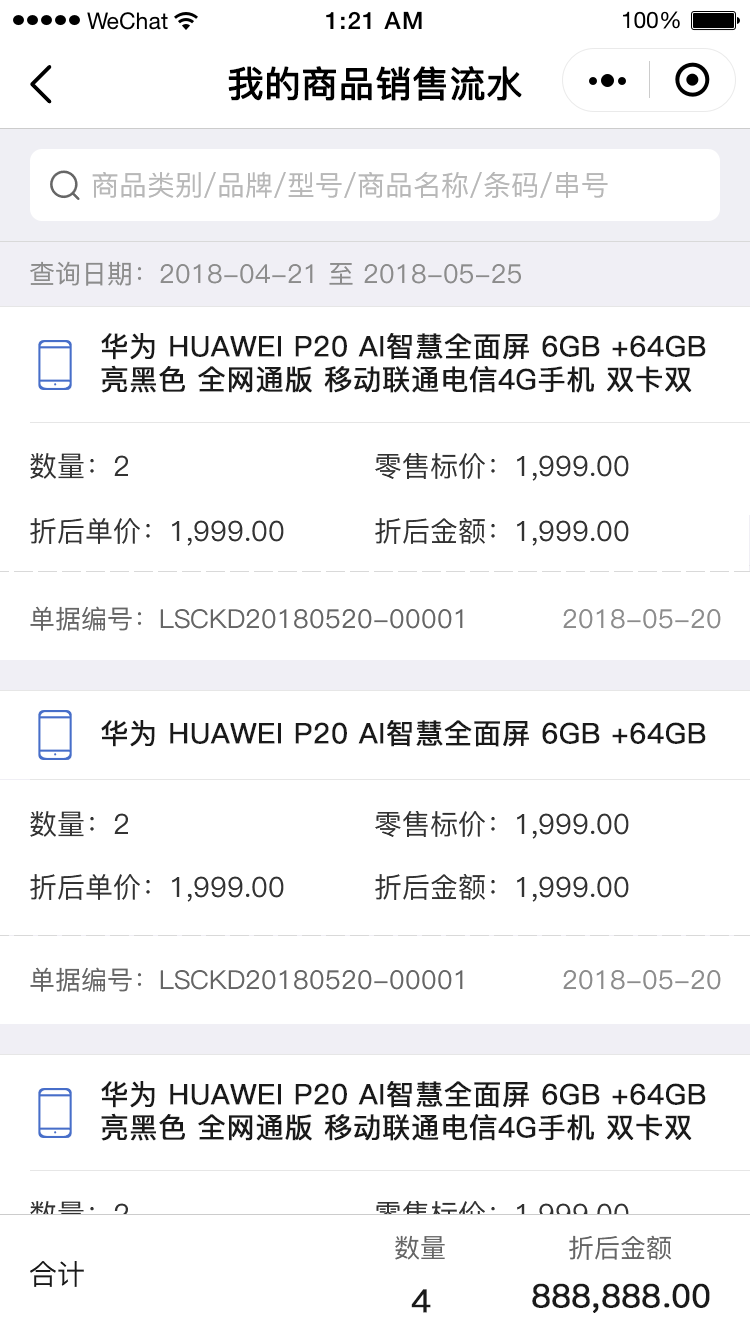 WeChat 1:21 AM 100%
我的商品销售流水
商品类别/品牌/型号/商品名称/条码/串号
查询日期：2018-04-21 至 2018-05-25
华为 HUAWEI P20 AI智慧全面屏 6GB +64GB
亮黑色 全网通版 移动联通电信4G手机 双卡双
数量：2 零售标价：1,999.00
折后单价：1,999.00 折后金额：1,999.00
单据编号：LSCKD20180520-00001 2018-05-20
华为 HUAWEI P20 AI智慧全面屏 6GB +64GB
数量：2 零售标价：1,999.00
折后单价：1,999.00 折后金额：1,999.00
单据编号：LSCKD20180520-00001 2018-05-20
华为 HUAWEI P20 AI智慧全面屏 6GB +64GB
亮黑色 全网通版 移动联通电信4G手机 双卡双
数量：2 零售标价：1,999.00
数量 折后金额
合计 4 888,888.00